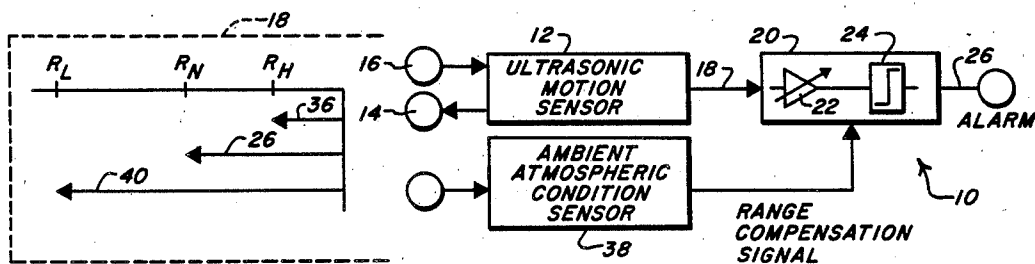 18
R_L R_N R_H
36
26
40
16
14
12
ULTRASONIC
MOTION
SENSOR
18
20
22
24
26
ALARM
AMBIENT
ATMOSPHERIC
CONDITION
SENSOR
38
RANGE
COMPENSATION
SIGNAL
10